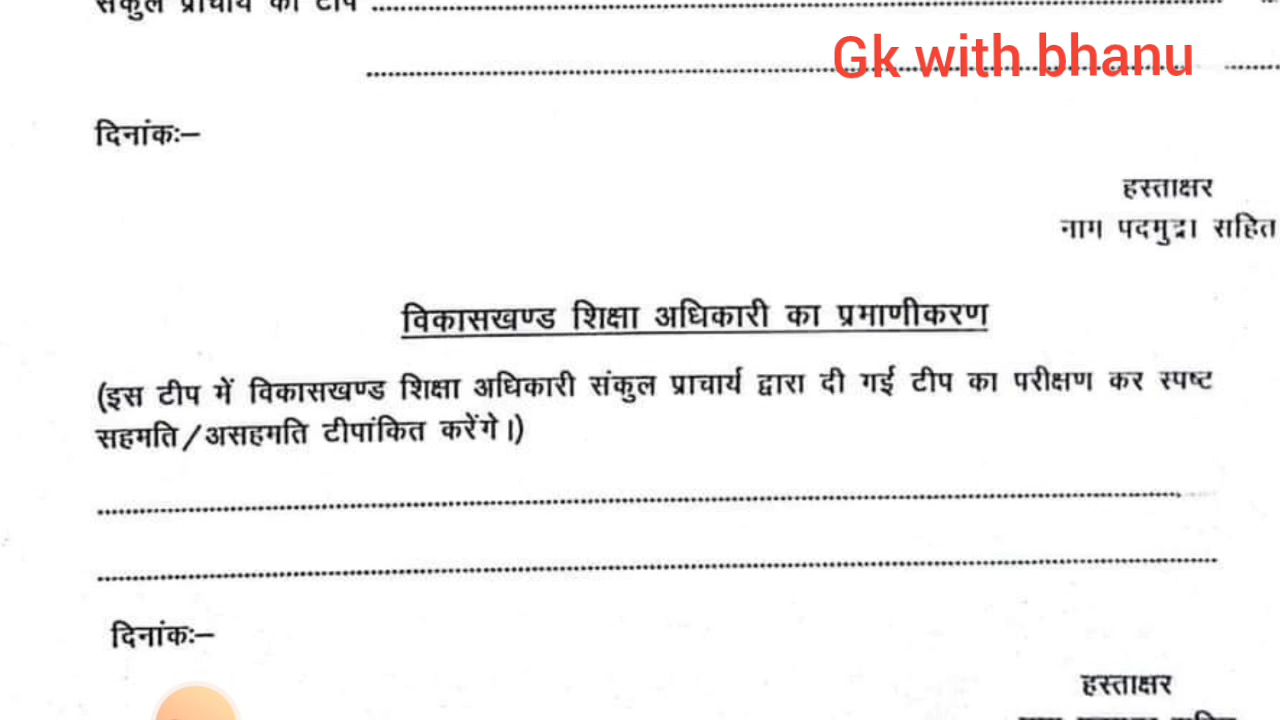 संकुल प्राचार्य की टीप ........................................
........................................ Gk with bhanu
दिनांकः–
हस्ताक्षर
नाम पदमुद्रा सहित
विकासखण्ड शिक्षा अधिकारी का प्रमाणीकरण
(इस टीप में विकासखण्ड शिक्षा अधिकारी संकुल प्राचार्य द्वारा दी गई टीप का परीक्षण कर स्पष्ट
सहमति/असहमति टीपांकित करेंगे।)
........................................
........................................
दिनांकः–
हस्ताक्षर